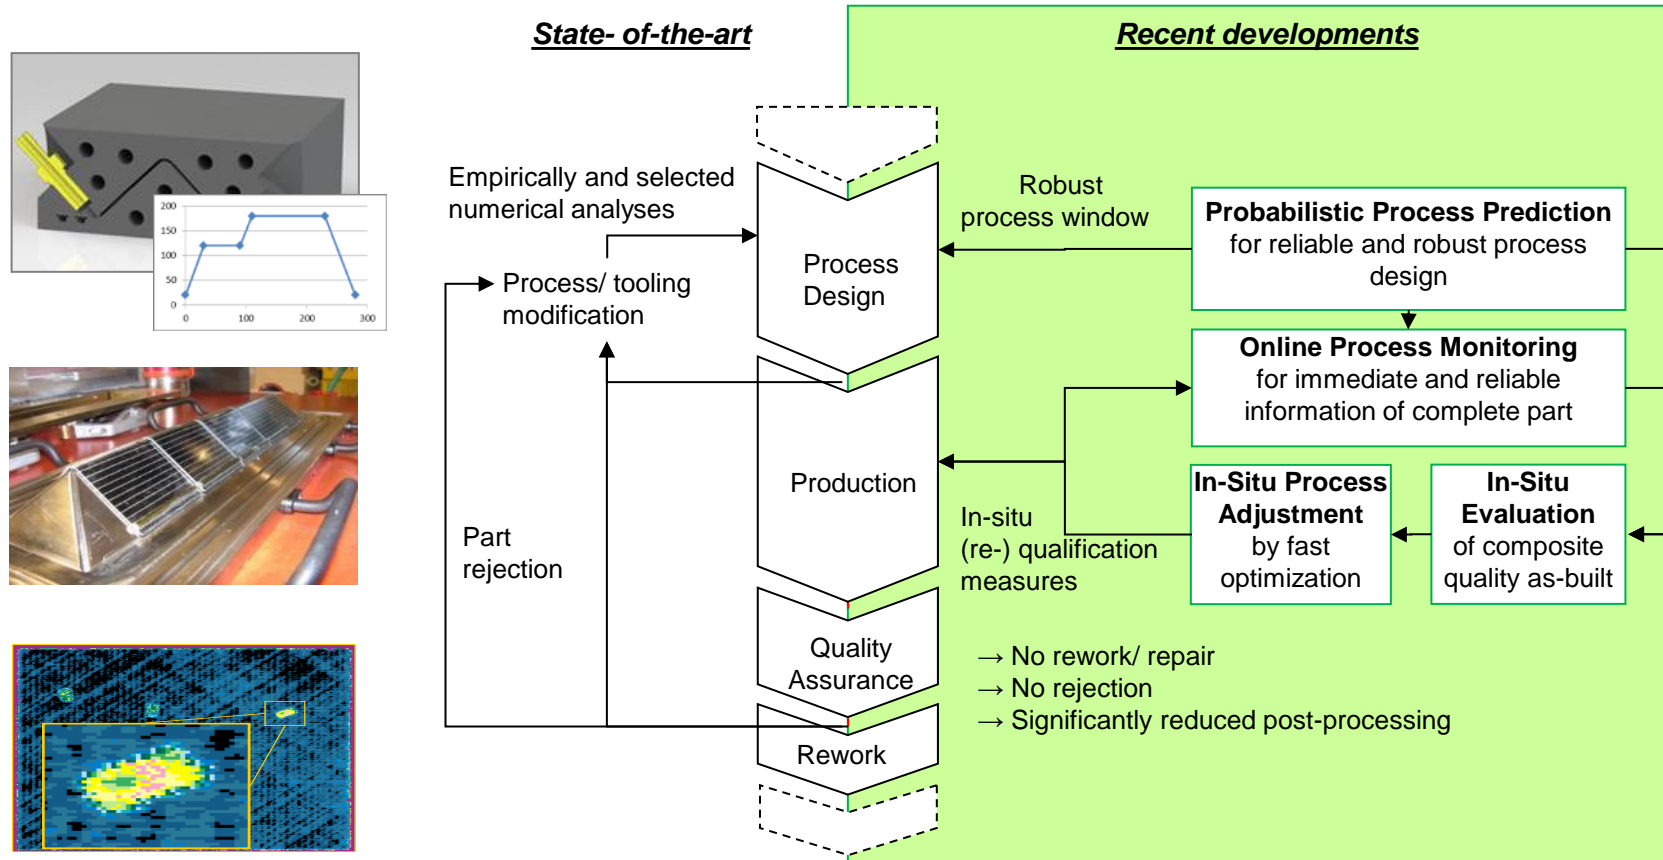 State- of-the-art
Recent developments
200
150
100
50
0
0
100
200
300
Empirically and selected
numerical analyses
Process/ tooling
modification
Part
rejection
Process
Design
Production
Quality
Assurance
Rework
Robust
process window
Probabilistic Process Prediction
for reliable and robust process
design
Online Process Monitoring
for immediate and reliable
information of complete part
In-Situ Process
Adjustment
by fast
optimization
In-Situ
Evaluation
of composite
quality as-built
In-situ
(re-) qualification
measures
→ No rework/ repair
→ No rejection
→ Significantly reduced post-processing